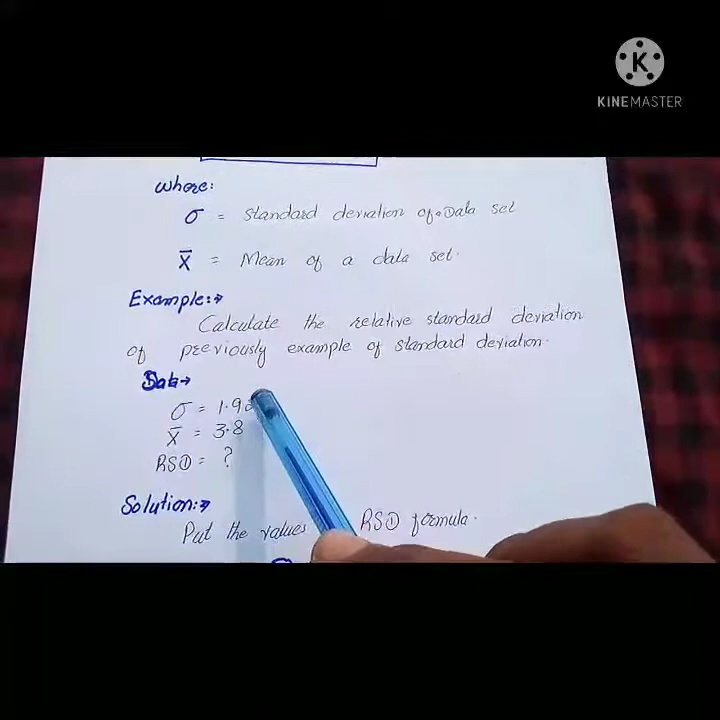 KINEMASTER
where:
σ = Standard deviation of Data set
x̄ = Mean of a data set.
Example:→
Calculate the relative standard deviation
of previously example of standard deviation.
Data→
σ = 1.9
x̄ = 3.8
RSD = ?
Solution:→
Put the values RSD formula.